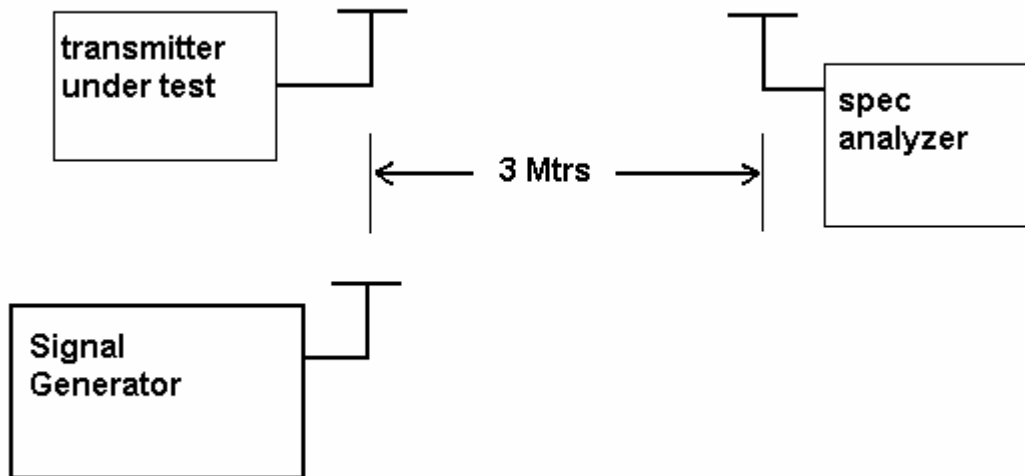 transmitter
under test
spec
analyzer
3 Mtrs
Signal
Generator